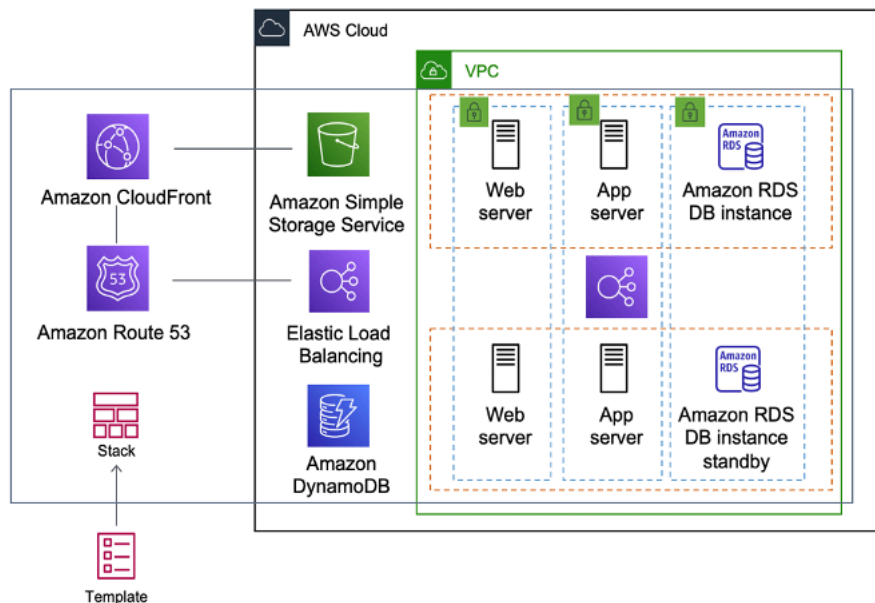 AWS Cloud
VPC
Amazon CloudFront
Amazon Simple
Storage Service
Web
server
App
server
Amazon
RDS
Amazon RDS
DB instance
53
Amazon Route 53
Elastic Load
Balancing
Stack
Amazon
DynamoDB
Web
server
App
server
Amazon
RDS
Amazon RDS
DB instance
standby
Template